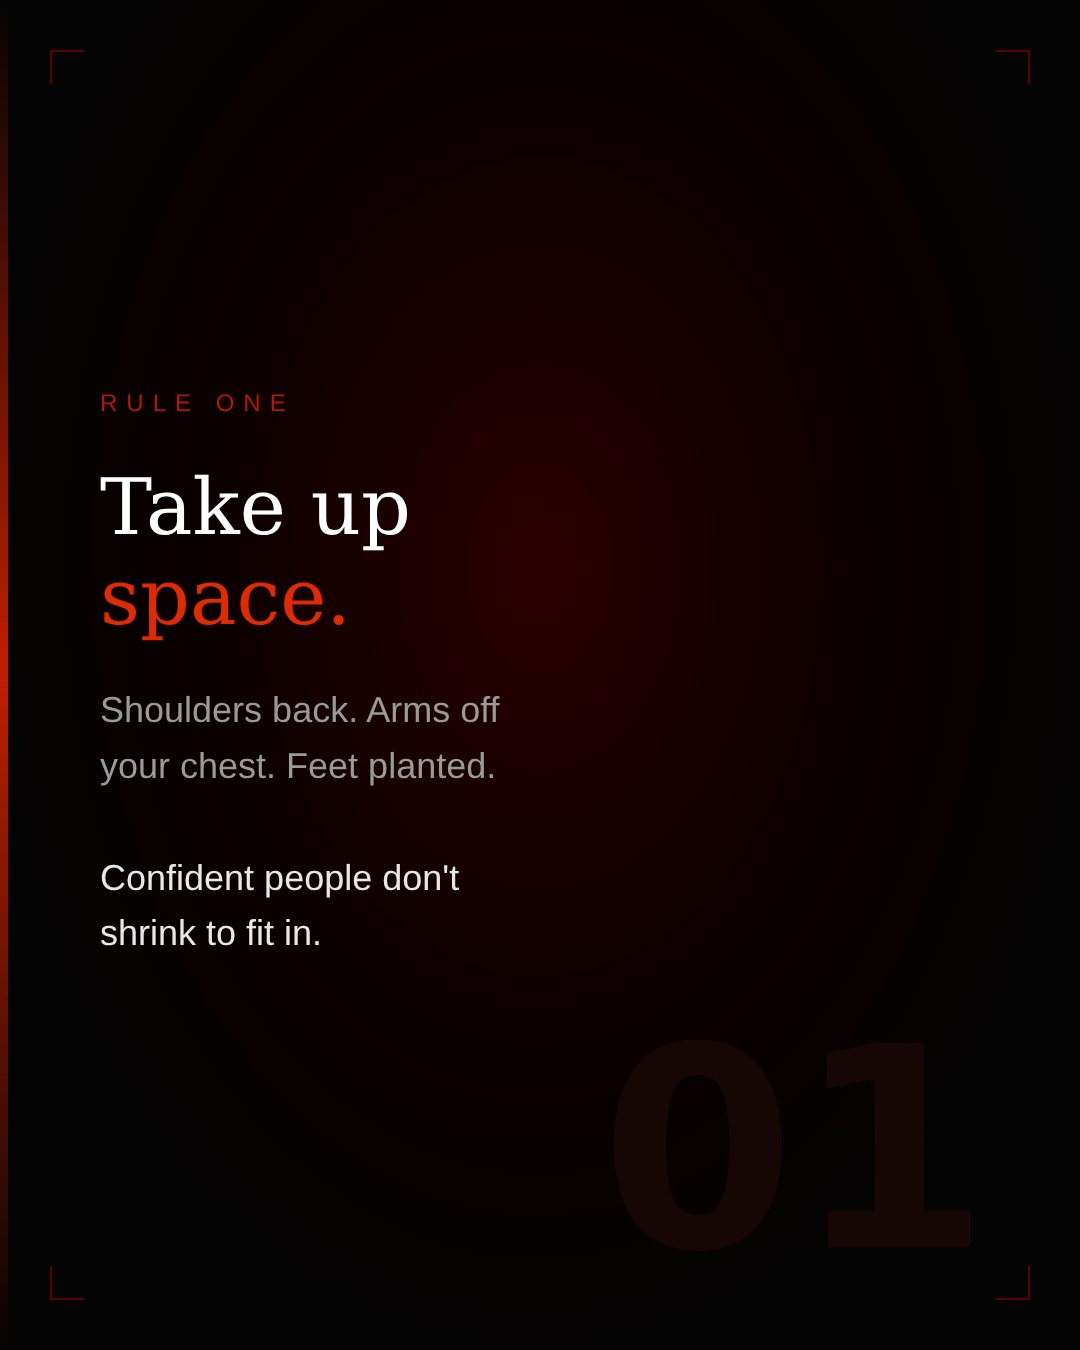 RULE ONE
Take up
space.
Shoulders back. Arms off
your chest. Feet planted.
Confident people don't
shrink to fit in.
01